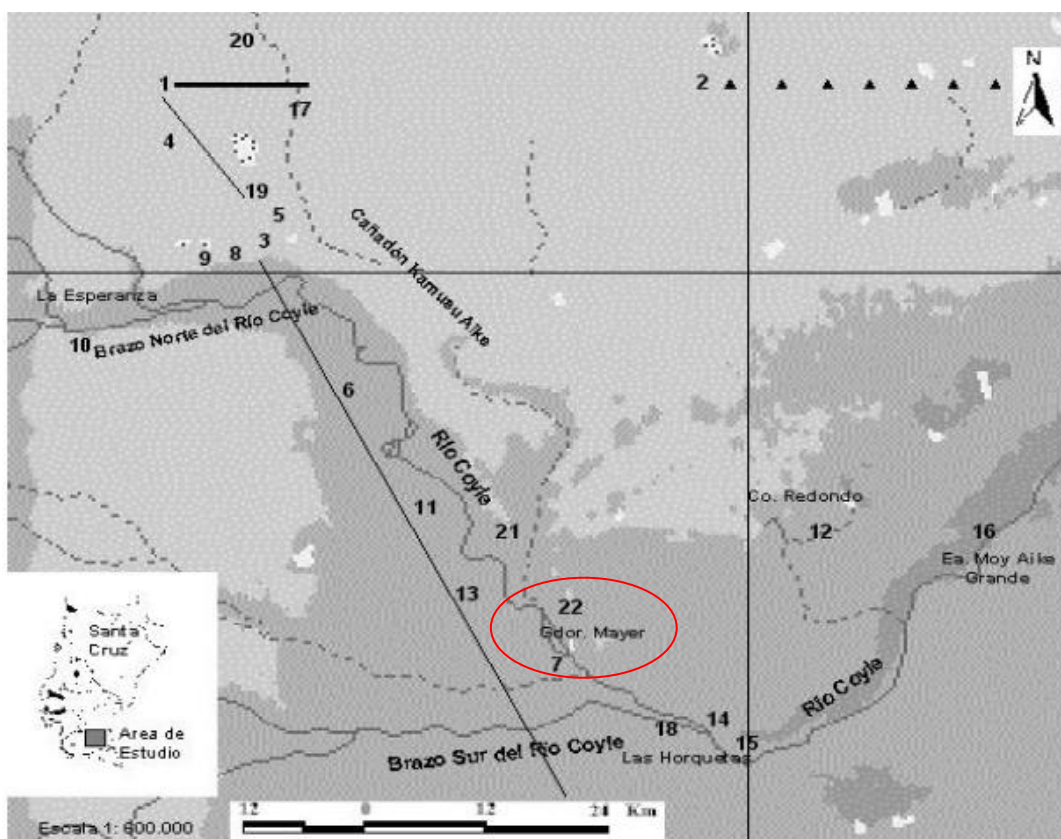 20
N
1
2
17
4
19
5
3
8
9
Cañadón Kamusu Aike
La Esperanza
Brazo Norte del Río Coyle
10
6
Río Coyle
11
21
Co. Redondo
12
16
Ea. Moy Aike
Grande
13
22
Gdor. Mayer
7
Santa
Cruz
Area de
Estudio
Río Coyle
14
18
15
Brazo Sur del Río Coyle
Las Horquetas
12 0 12 24 Km
Escala 1: 600.000